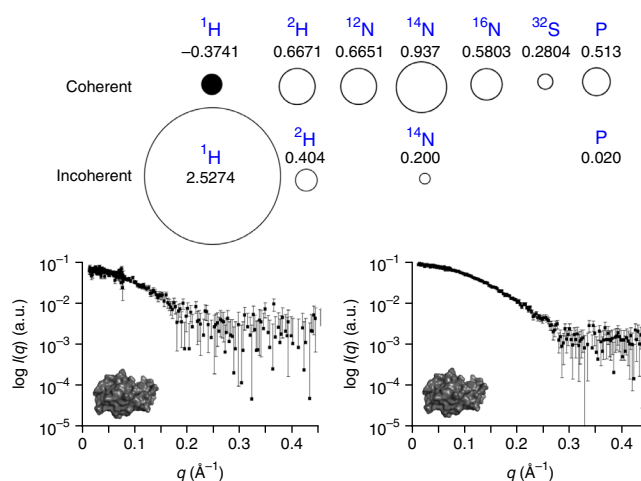 ¹H ²H ¹²N ¹⁴N ¹⁶N ³²S P
–0.3741 0.6671 0.6651 0.937 0.5803 0.2804 0.513
Coherent
²H ¹⁴N P
¹H 0.404 0.200 0.020
Incoherent 2.5274
10⁻¹ 10⁻¹
10⁻² 10⁻²
log I(q) (a.u.) log I(q) (a.u.)
10⁻³ 10⁻³
10⁻⁴ 10⁻⁴
10⁻⁵ 10⁻⁵
0 0.1 0.2 0.3 0.4 0 0.1 0.2 0.3 0.4
q (Å⁻¹) q (Å⁻¹)